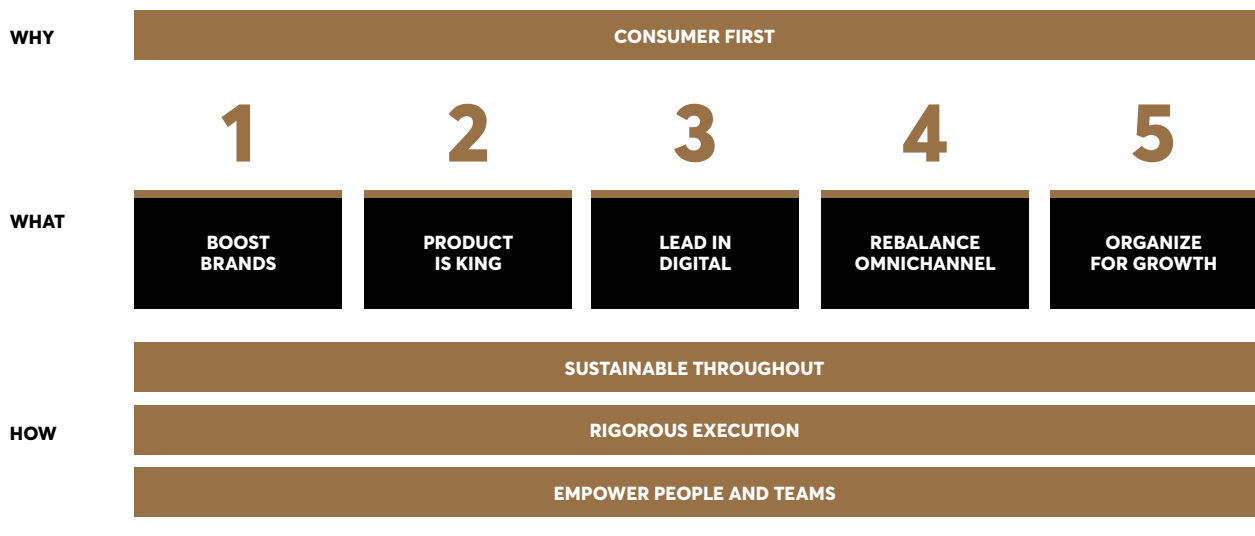 WHY
CONSUMER FIRST
1
2
3
4
5
WHAT
BOOST
BRANDS
PRODUCT
IS KING
LEAD IN
DIGITAL
REBALANCE
OMNICHANNEL
ORGANIZE
FOR GROWTH
SUSTAINABLE THROUGHOUT
HOW
RIGOROUS EXECUTION
EMPOWER PEOPLE AND TEAMS